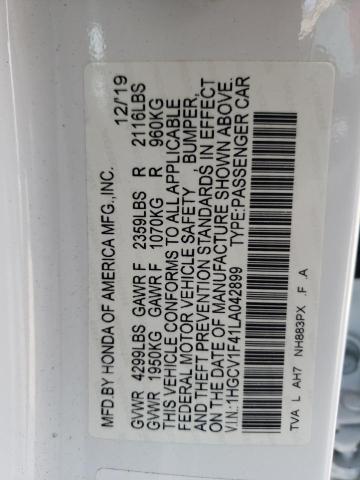 MFD.BY HONDA OF AMERICA MFG.,INC. 12/'19
GVWR 4299LBS GAWR F 2359LBS R 2116LBS
GVWR 1950KG GAWR F 1070KG R 960KG
THIS VEHICLE CONFORMS TO ALL APPLICABLE
FEDERAL MOTOR VEHICLE SAFETY BUMPER,
AND THEFT PREVENTION STANDARDS IN EFFECT
ON THE DATE OF MANUFACTURE SHOWN ABOVE.
V.I.N.:1HGCV1F41LA042899 TYPE:PASSENGER CAR
TVA L AH7 NH883PX .F .A